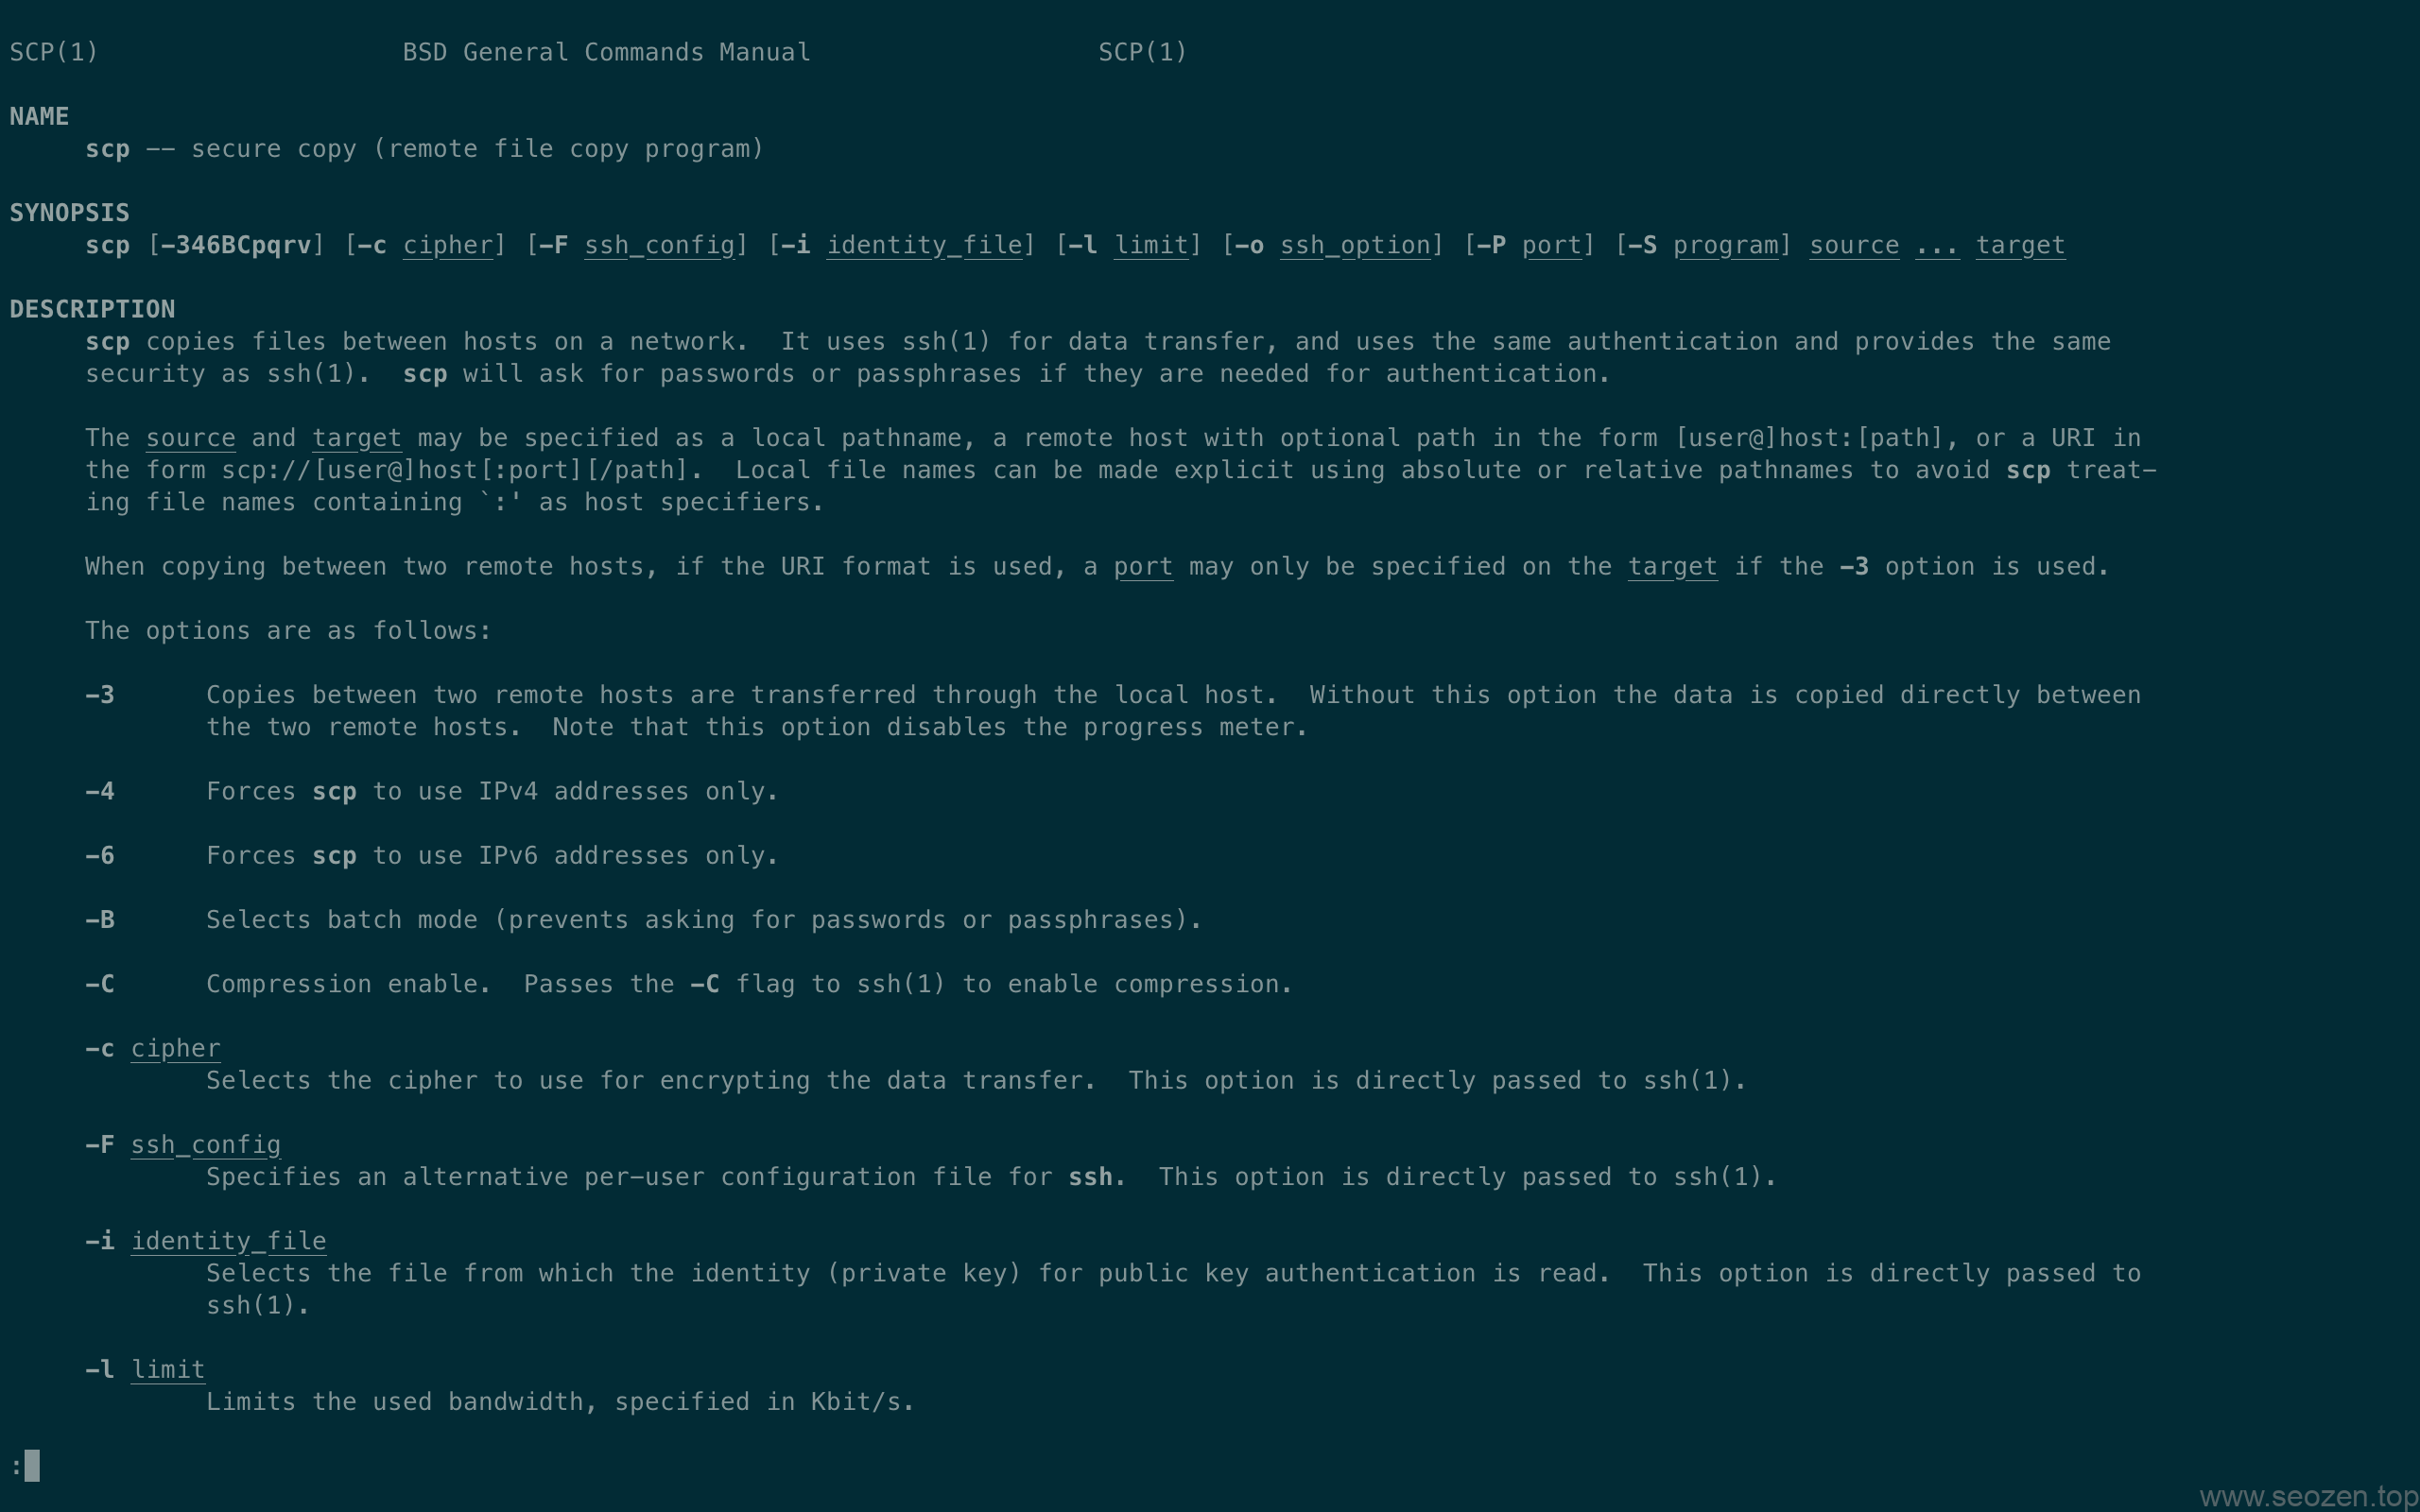 SCP(1)                    BSD General Commands Manual                   SCP(1)
NAME
scp -- secure copy (remote file copy program)
SYNOPSIS
scp [-346BCpqrv] [-c cipher] [-F ssh_config] [-i identity_file] [-l limit] [-o ssh_option] [-P port] [-S program] source ... target
DESCRIPTION
scp copies files between hosts on a network.  It uses ssh(1) for data transfer, and uses the same authentication and provides the same
security as ssh(1).  scp will ask for passwords or passphrases if they are needed for authentication.
The source and target may be specified as a local pathname, a remote host with optional path in the form [user@]host:[path], or a URI in
the form scp://[user@]host[:port][/path].  Local file names can be made explicit using absolute or relative pathnames to avoid scp treat-
ing file names containing `:' as host specifiers.
When copying between two remote hosts, if the URI format is used, a port may only be specified on the target if the -3 option is used.
The options are as follows:
-3      Copies between two remote hosts are transferred through the local host.  Without this option the data is copied directly between
the two remote hosts.  Note that this option disables the progress meter.
-4      Forces scp to use IPv4 addresses only.
-6      Forces scp to use IPv6 addresses only.
-B      Selects batch mode (prevents asking for passwords or passphrases).
-C      Compression enable.  Passes the -C flag to ssh(1) to enable compression.
-c cipher
Selects the cipher to use for encrypting the data transfer.  This option is directly passed to ssh(1).
-F ssh_config
Specifies an alternative per-user configuration file for ssh.  This option is directly passed to ssh(1).
-i identity_file
Selects the file from which the identity (private key) for public key authentication is read.  This option is directly passed to
ssh(1).
-l limit
Limits the used bandwidth, specified in Kbit/s.
:
www.seozen.top